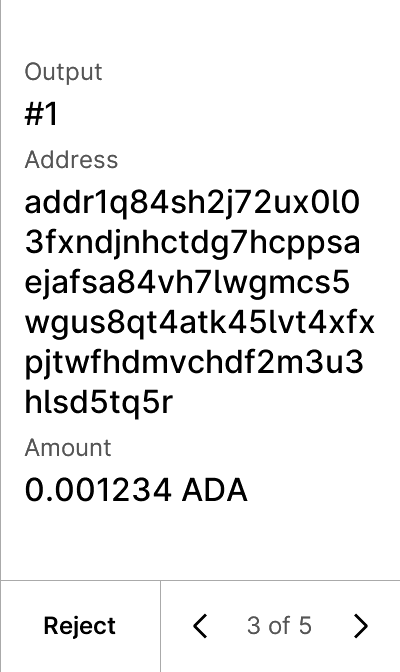 Output
#1
Address
addr1q84sh2j72ux0l0
3fxndjnhctdg7hcppsa
ejafsa84vh7lwgmcs5
wgus8qt4atk45lvt4xfx
pjtwfhdmvchdf2m3u3
hlsd5tq5r
Amount
0.001234 ADA
Reject
3 of 5